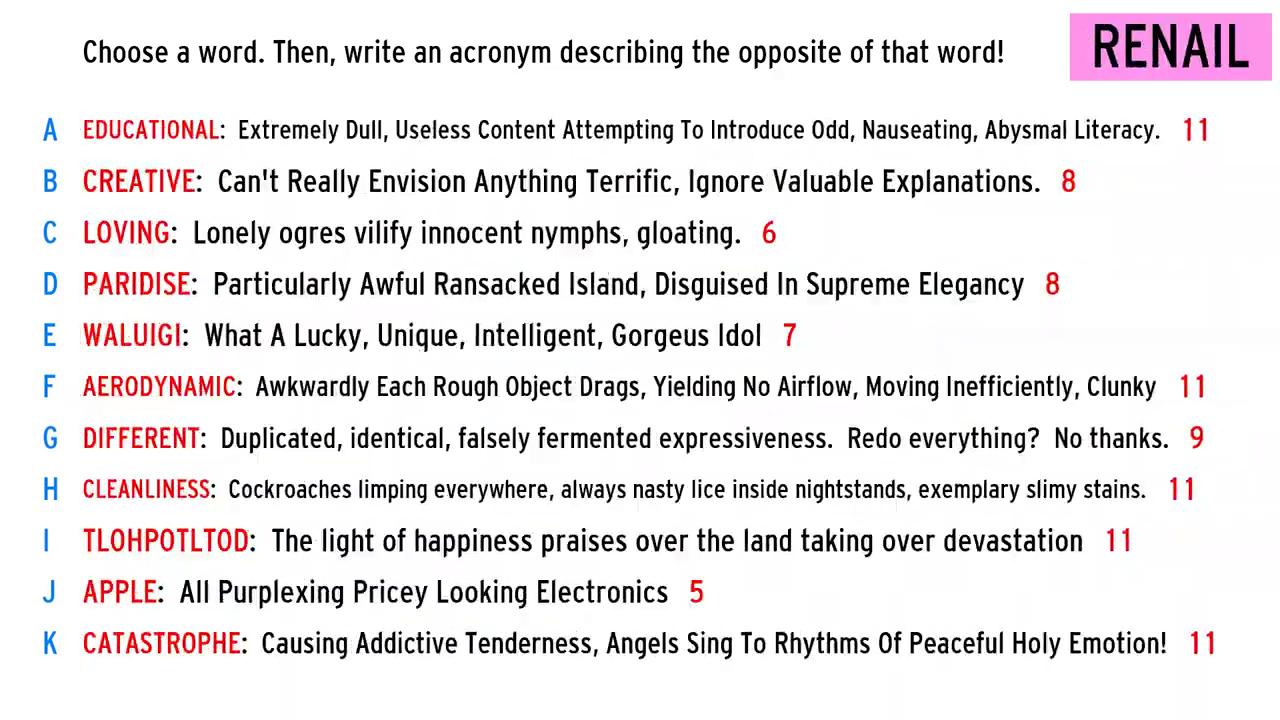 Choose a word. Then, write an acronym describing the opposite of that word!
RENAIL
A EDUCATIONAL: Extremely Dull, Useless Content Attempting To Introduce Odd, Nauseating, Abysmal Literacy. 11
B CREATIVE: Can't Really Envision Anything Terrific, Ignore Valuable Explanations. 8
C LOVING: Lonely ogres vilify innocent nymphs, gloating. 6
D PARIDISE: Particularly Awful Ransacked Island, Disguised In Supreme Elegancy 8
E WALUIGI: What A Lucky, Unique, Intelligent, Gorgeus Idol 7
F AERODYNAMIC: Awkwardly Each Rough Object Drags, Yielding No Airflow, Moving Inefficiently, Clunky 11
G DIFFERENT: Duplicated, identical, falsely fermented expressiveness. Redo everything? No thanks. 9
H CLEANLINESS: Cockroaches limping everywhere, always nasty lice inside nightstands, exemplary slimy stains. 11
I TLOHPOTLTOD: The light of happiness praises over the land taking over devastation 11
J APPLE: All Purplexing Pricey Looking Electronics 5
K CATASTROPHE: Causing Addictive Tenderness, Angels Sing To Rhythms Of Peaceful Holy Emotion! 11